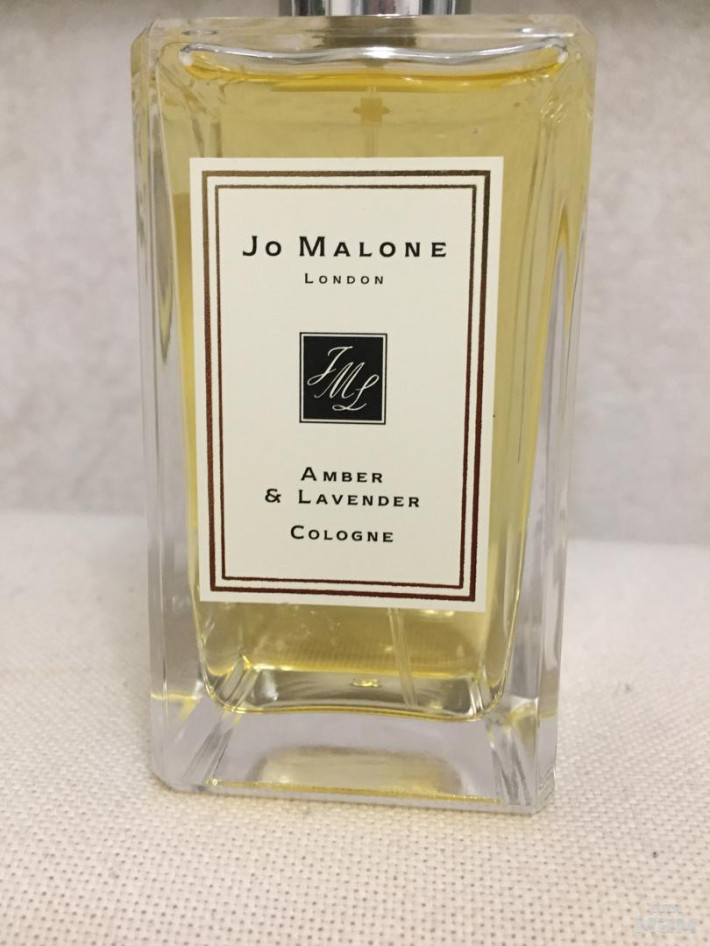 Jo Malone
London
JML
Amber
& Lavender
Cologne